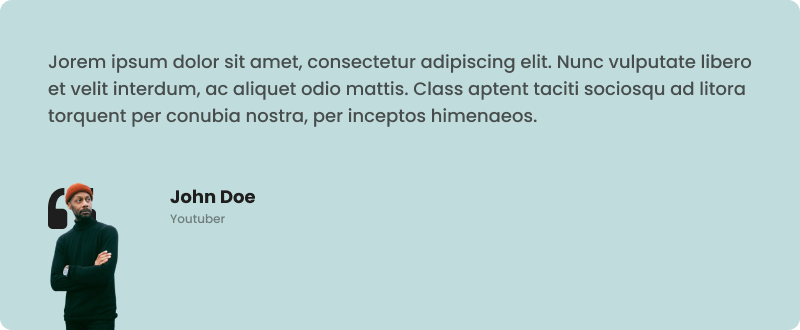 Jorem ipsum dolor sit amet, consectetur adipiscing elit. Nunc vulputate libero
et velit interdum, ac aliquet odio mattis. Class aptent taciti sociosqu ad litora
torquent per conubia nostra, per inceptos himenaeos.
John Doe
Youtuber